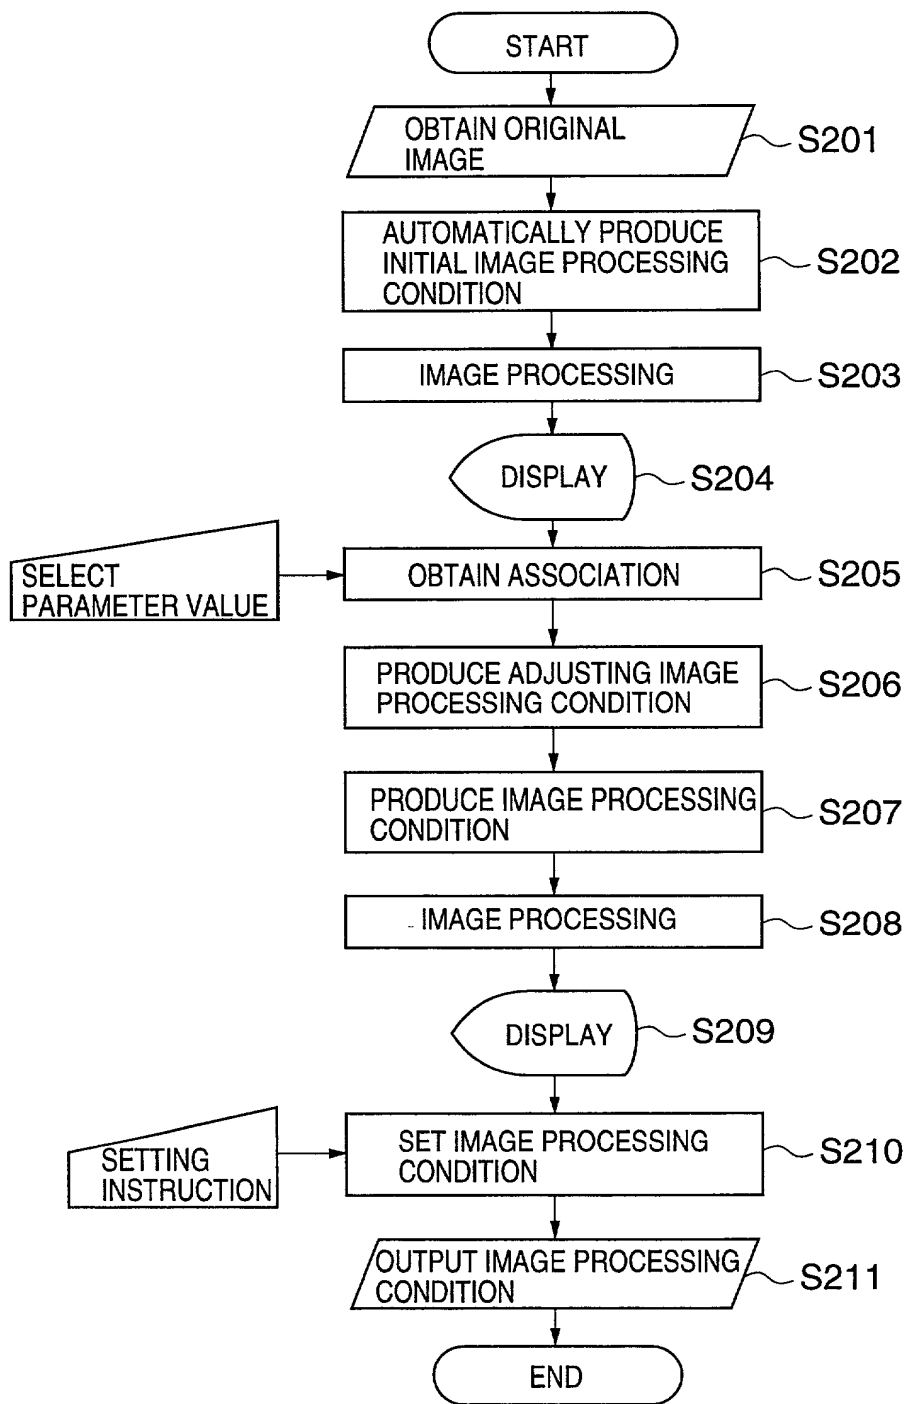 START
OBTAIN ORIGINAL
IMAGE
S201
AUTOMATICALLY PRODUCE
INITIAL IMAGE PROCESSING
CONDITION
S202
IMAGE PROCESSING
S203
DISPLAY
S204
SELECT
PARAMETER VALUE
OBTAIN ASSOCIATION
S205
PRODUCE ADJUSTING IMAGE
PROCESSING CONDITION
S206
PRODUCE IMAGE PROCESSING
CONDITION
S207
IMAGE PROCESSING
S208
DISPLAY
S209
SETTING
INSTRUCTION
SET IMAGE PROCESSING
CONDITION
S210
OUTPUT IMAGE PROCESSING
CONDITION
S211
END